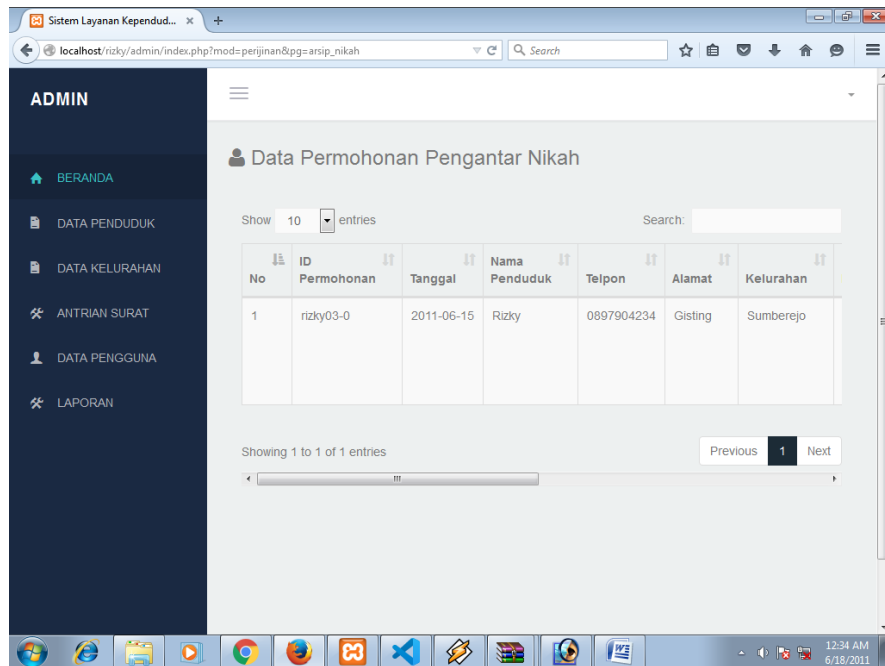 Sistem Layanan Kependud...
localhost/rizky/admin/index.php?mod=perijinan&pg=arsip_nikah
Search
ADMIN
BERANDA
DATA PENDUDUK
DATA KELURAHAN
ANTRIAN SURAT
DATA PENGGUNA
LAPORAN
Data Permohonan Pengantar Nikah
Show 10 entries Search:
No ID Permohonan Tanggal Nama Penduduk Telpon Alamat Kelurahan
1 rizky03-0 2011-06-15 Rizky 0897904234 Gisting Sumberejo
Showing 1 to 1 of 1 entries
Previous 1 Next
12:34 AM
6/18/2011